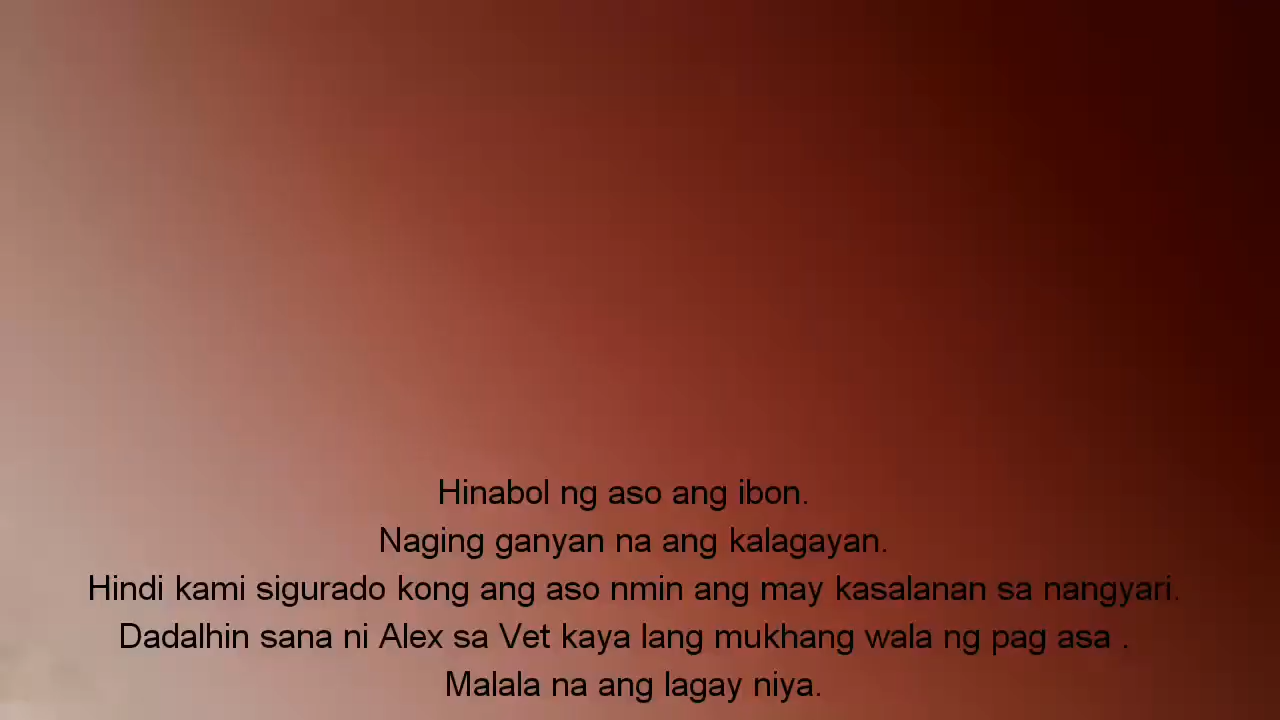 Hinabol ng aso ang ibon.
Naging ganyan na ang kalagayan.
Hindi kami sigurado kong ang aso nmin ang may kasalanan sa nangyari.
Dadalhin sana ni Alex sa Vet kaya lang mukhang wala ng pag asa .
Malala na ang lagay niya.